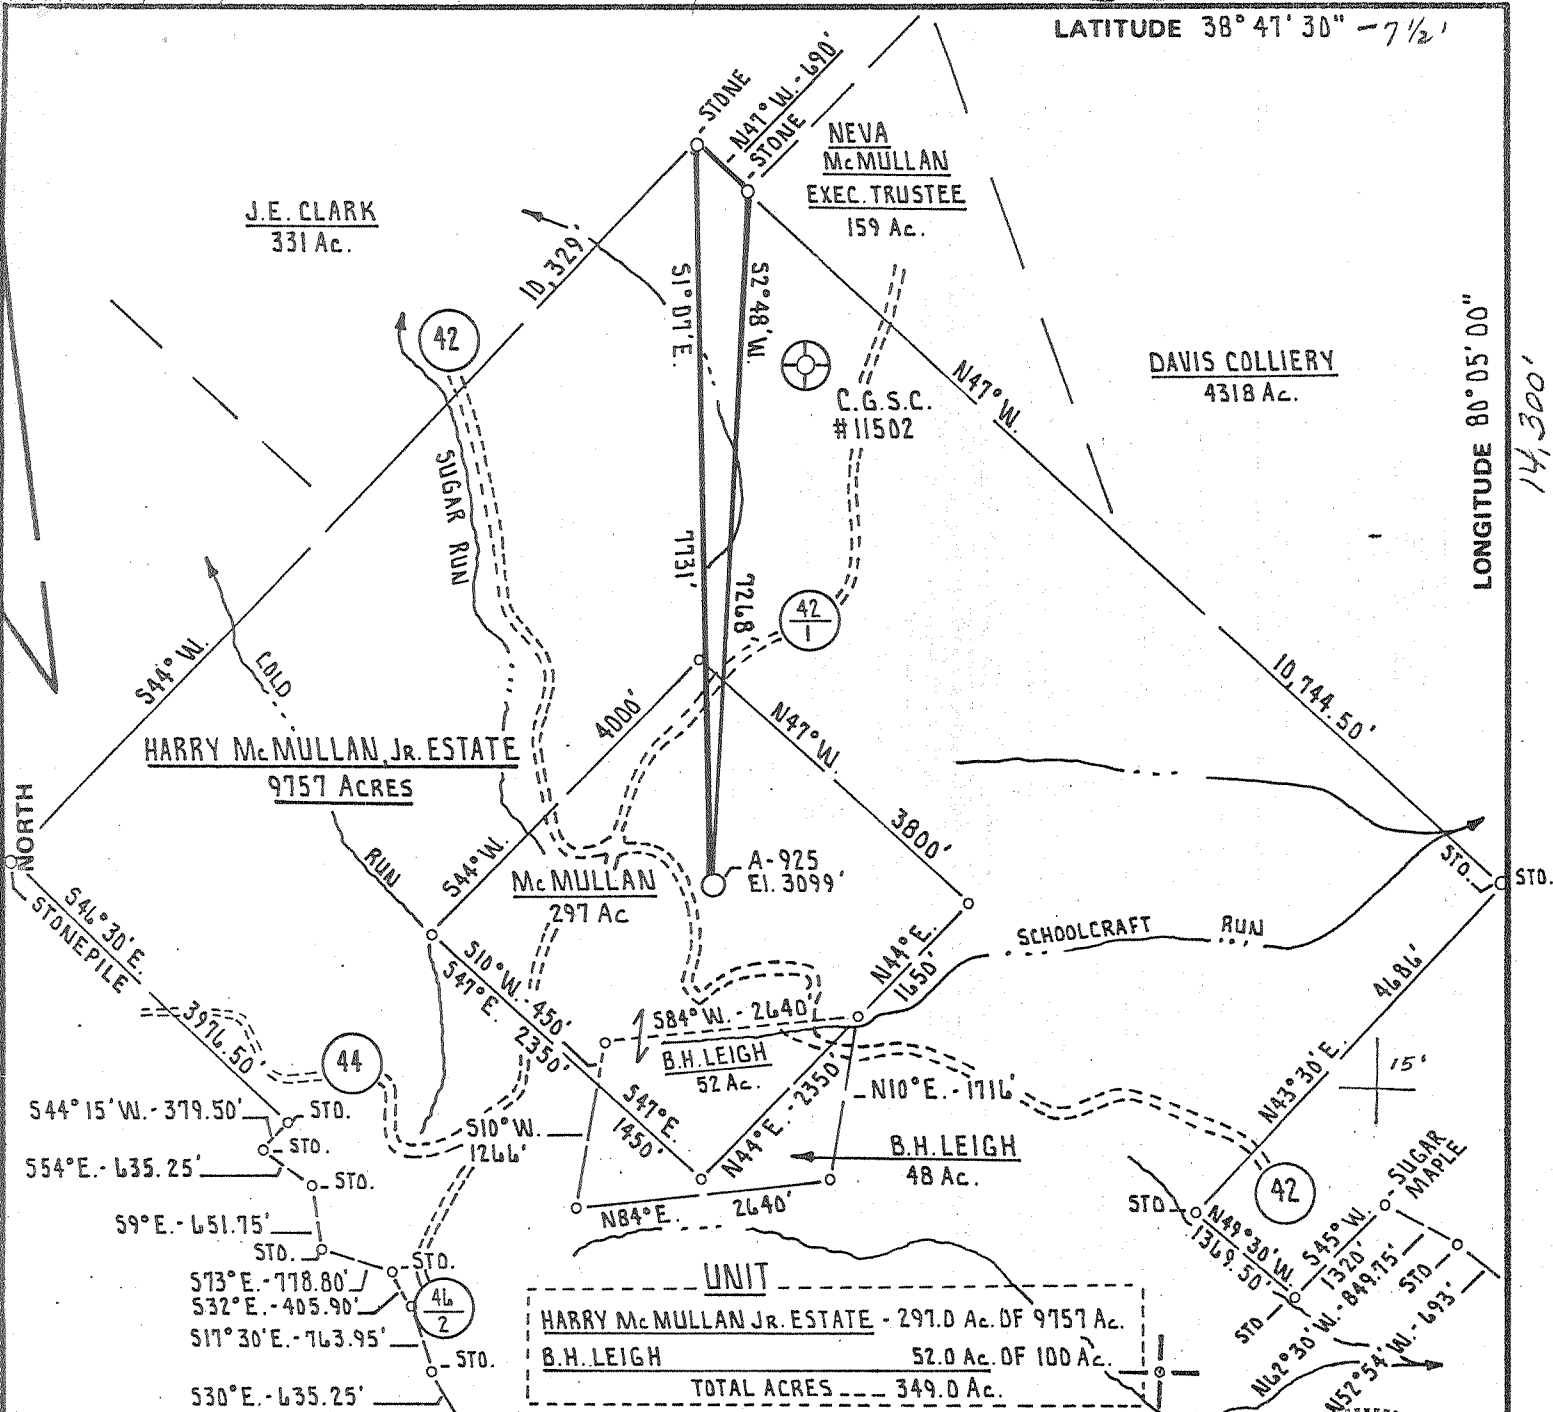 LATITUDE 38°47'30" - 7 1/2'
STONE
N47°W. - 690'
STONE
NEVA
McMULLAN
EXEC. TRUSTEE
159 Ac.
J.E. CLARK
331 Ac.
10,329'
S1°07'E.
S2°48'W.
42
C.G.S.C.
#11502
N47°W.
DAVIS COLLIERY
4318 Ac.
LONGITUDE 80°05'00"
14,300'
SUGAR RUN
7731'
7268'
42
1
S44°W.
COLD
4000'
N47°W.
10,744.50'
HARRY McMULLAN, JR. ESTATE
9757 ACRES
NORTH
RUN
S44°W.
3800'
McMULLAN
297 Ac
A-925
El. 3099'
STO.
STO.
S46°30'E.
STONEPILE
3976.50'
S10°W. - 450'
S47°E.
2350'
N44°E.
1650'
SCHOOLCRAFT RUN
4686'
S84°W. - 2640'
B.H. LEIGH
52 Ac.
44
N10°E. - 1716'
N43°30'E.
15'
S44°15'W. - 379.50'
STO.
STO.
S47°E.
1450'
N44°E. - 2350'
S10°W.
1266'
B.H. LEIGH
48 Ac.
S54°E. - 635.25'
STO.
N84°E. 2640'
42
SUGAR
MAPLE
STO.
N49°30'W.
1369.50'
S45°W.
1320'
S9°E. - 651.75'
STO.
STO.
S73°E. - 778.80'
S32°E. - 405.90'
46
2
S17°30'E. - 763.95'
STO.
S30°E. - 635.25'
STO
STO
N62°30'W. - 849.75'
N52°54'W. - 693'
UNIT
HARRY McMULLAN JR. ESTATE - 297.0 Ac. OF 9757 Ac.
B.H. LEIGH 52.0 Ac. OF 100 Ac.
TOTAL ACRES --- 349.0 Ac.